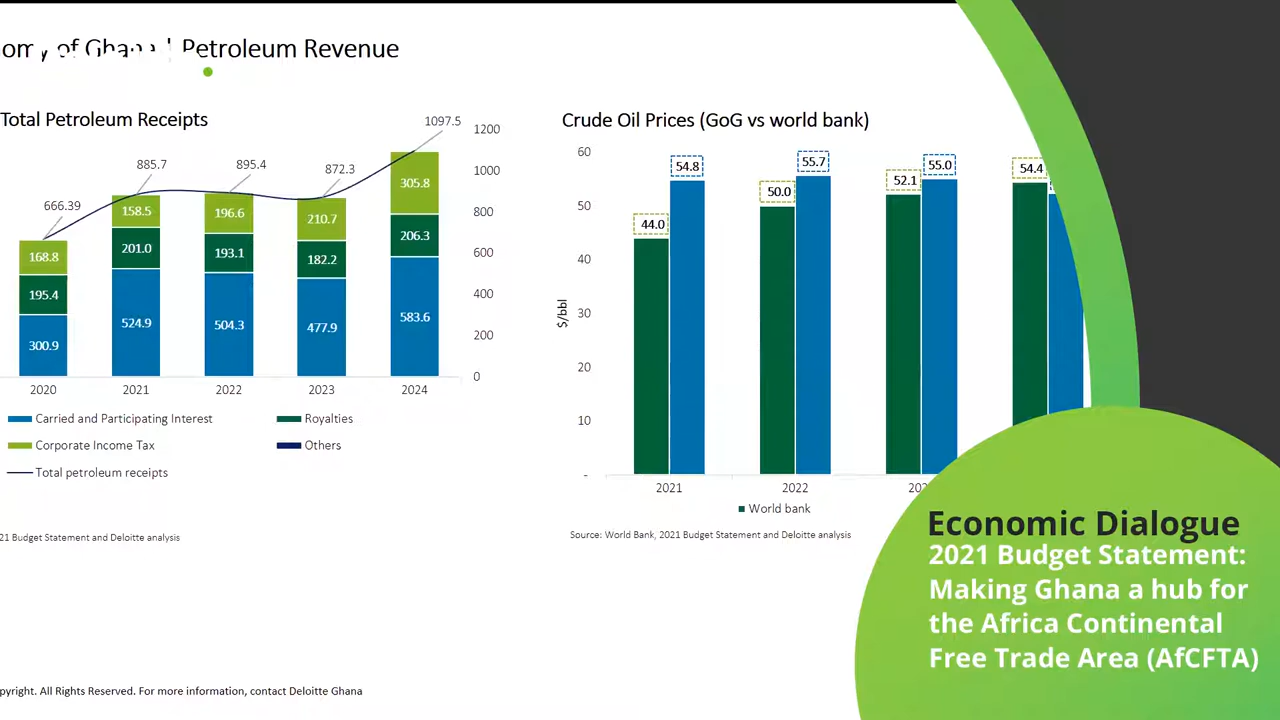 of Ghana | Petroleum Revenue
Total Petroleum Receipts
1097.5
1200
885.7
895.4
872.3
1000
666.39
305.8
158.5
196.6
210.7
800
206.3
168.8
201.0
193.1
182.2
600
195.4
400
524.9
504.3
477.9
583.6
300.9
200
0
2020
2021
2022
2023
2024
Carried and Participating Interest
Royalties
Corporate Income Tax
Others
Total petroleum receipts
21 Budget Statement and Deloitte analysis
Crude Oil Prices (GoG vs world bank)
60
54.8
55.7
55.0
54.4
50.0
52.1
50
44.0
40
$/bbl
30
20
10
-
2021
2022
World bank
Source: World Bank, 2021 Budget Statement and Deloitte analysis
Economic Dialogue
2021 Budget Statement:
Making Ghana a hub for
the Africa Continental
Free Trade Area (AfCFTA)
pyright. All Rights Reserved. For more information, contact Deloitte Ghana